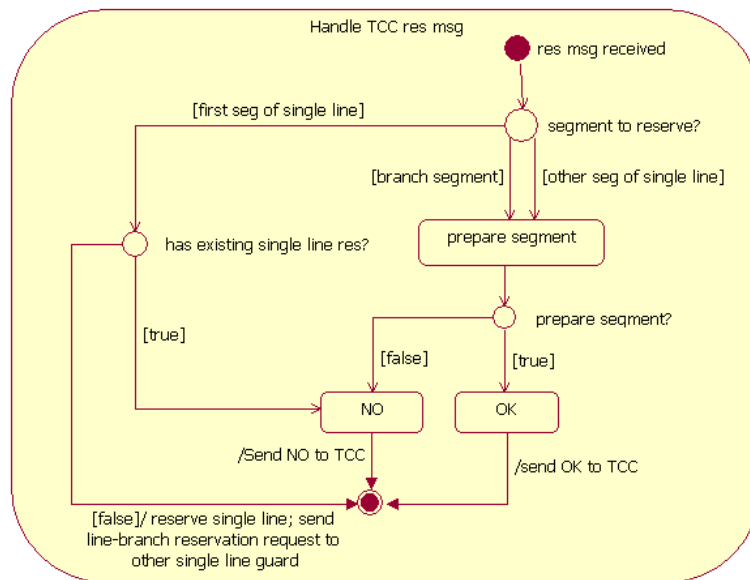 Handle TCC res msg
res msg received
[first seg of single line]
segment to reserve?
[branch segment]
[other seg of single line]
has existing single line res?
prepare segment
prepare seqment?
[true]
[false]
[true]
NO
OK
/Send NO to TCC
/send OK to TCC
[false]/ reserve single line; send
line-branch reservation request to
other single line guard